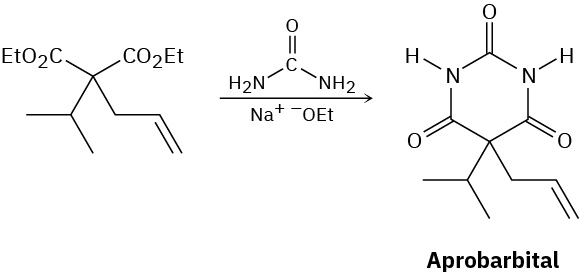 EtO₂C CO₂Et
O
C
H₂N NH₂
Na⁺ ⁻OEt
O
H H
N N
O O
Aprobarbital